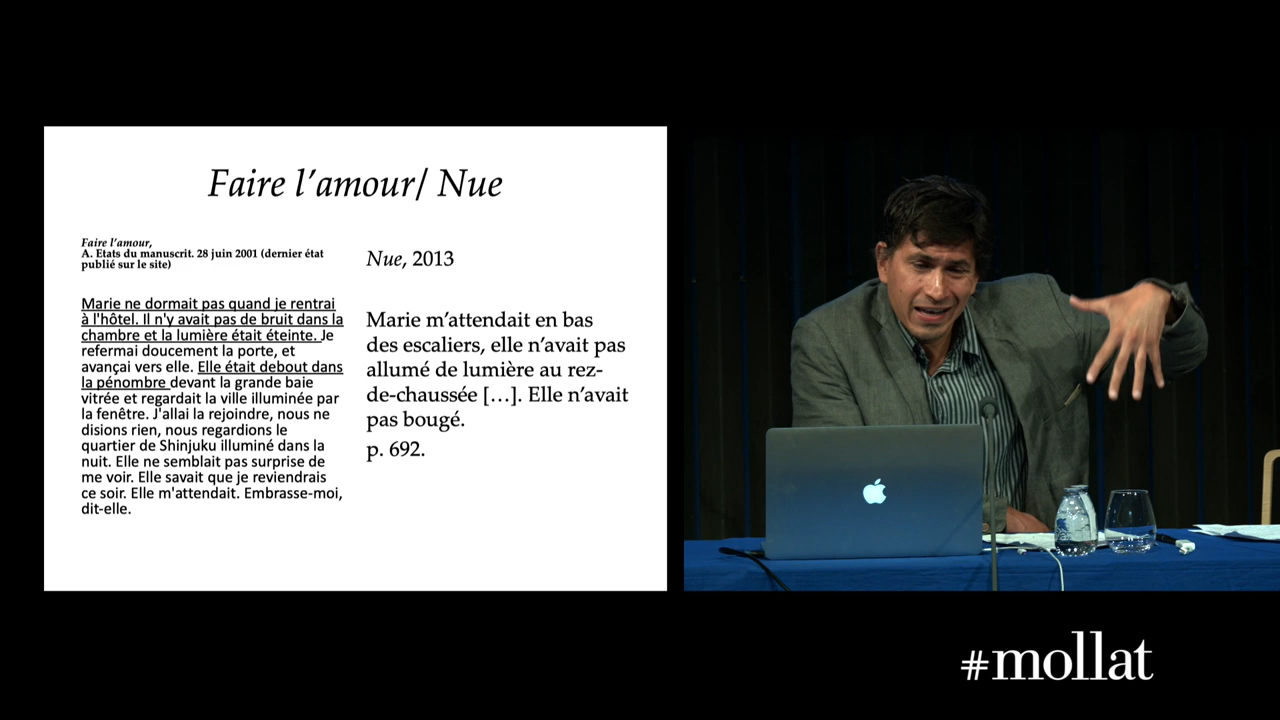 Faire l'amour/ Nue
Faire l'amour,
A. Etats du manuscrit. 28 juin 2001 (dernier état
publié sur le site)
Marie ne dormait pas quand je rentrai
à l'hôtel. Il n'y avait pas de bruit dans la
chambre et la lumière était éteinte. Je
refermai doucement la porte, et
avançai vers elle. Elle était debout dans
la pénombre devant la grande baie
vitrée et regardait la ville illuminée par
la fenêtre. J'allai la rejoindre, nous ne
disions rien, nous regardions le
quartier de Shinjuku illuminé dans la
nuit. Elle ne semblait pas surprise de
me voir. Elle savait que je reviendrais
ce soir. Elle m'attendait. Embrasse-moi,
dit-elle.
Nue, 2013
Marie m'attendait en bas
des escaliers, elle n'avait pas
allumé de lumière au rez-
de-chaussée […]. Elle n'avait
pas bougé.
p. 692.
#mollat